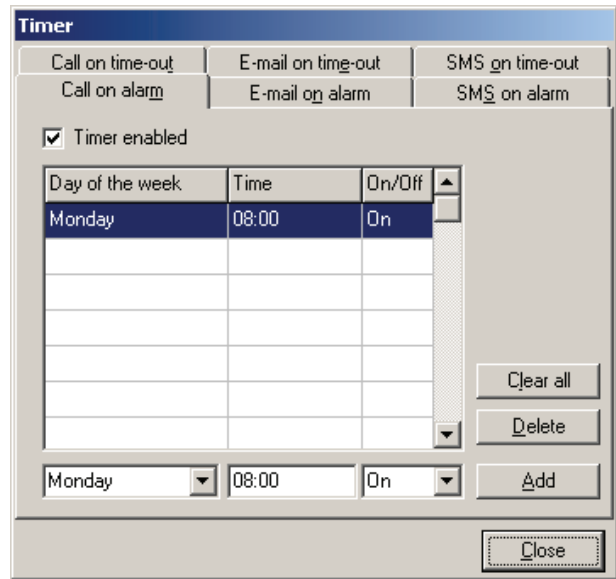 Timer
Call on time-out E-mail on time-out SMS on time-out
Call on alarm E-mail on alarm SMS on alarm
Timer enabled
Day of the week Time On/Off
Monday 08:00 On
Clear all
Delete
Monday 08:00 On Add
Close